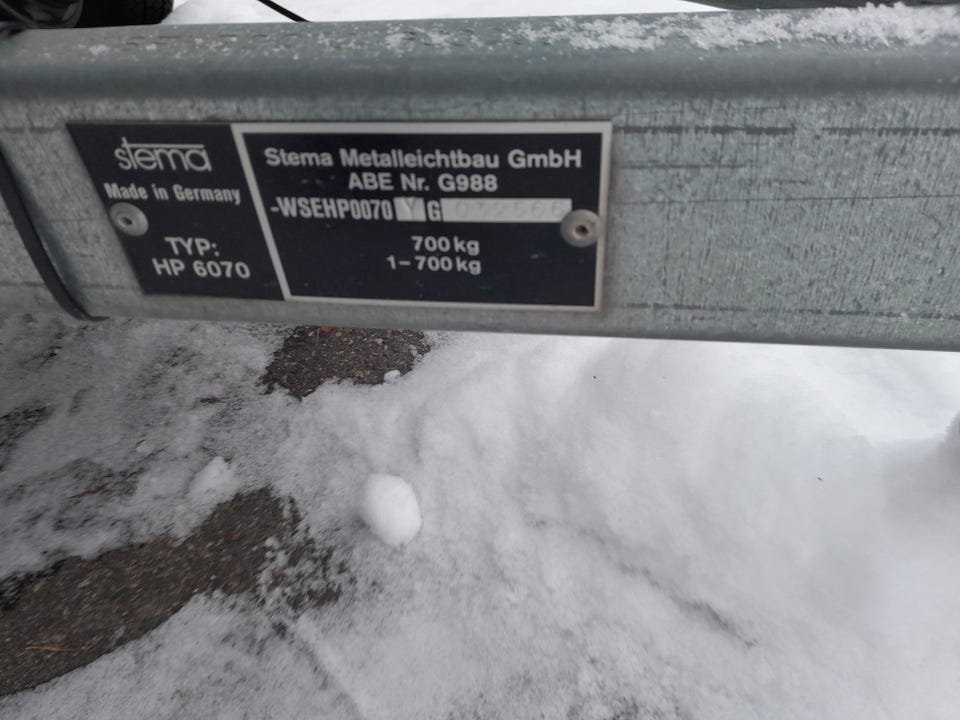 stema
Made in Germany
TYP:
HP 6070
Stema Metalleichtbau GmbH
ABE Nr. G988
-WSEHP0070 Y G
700 kg
1-700 kg